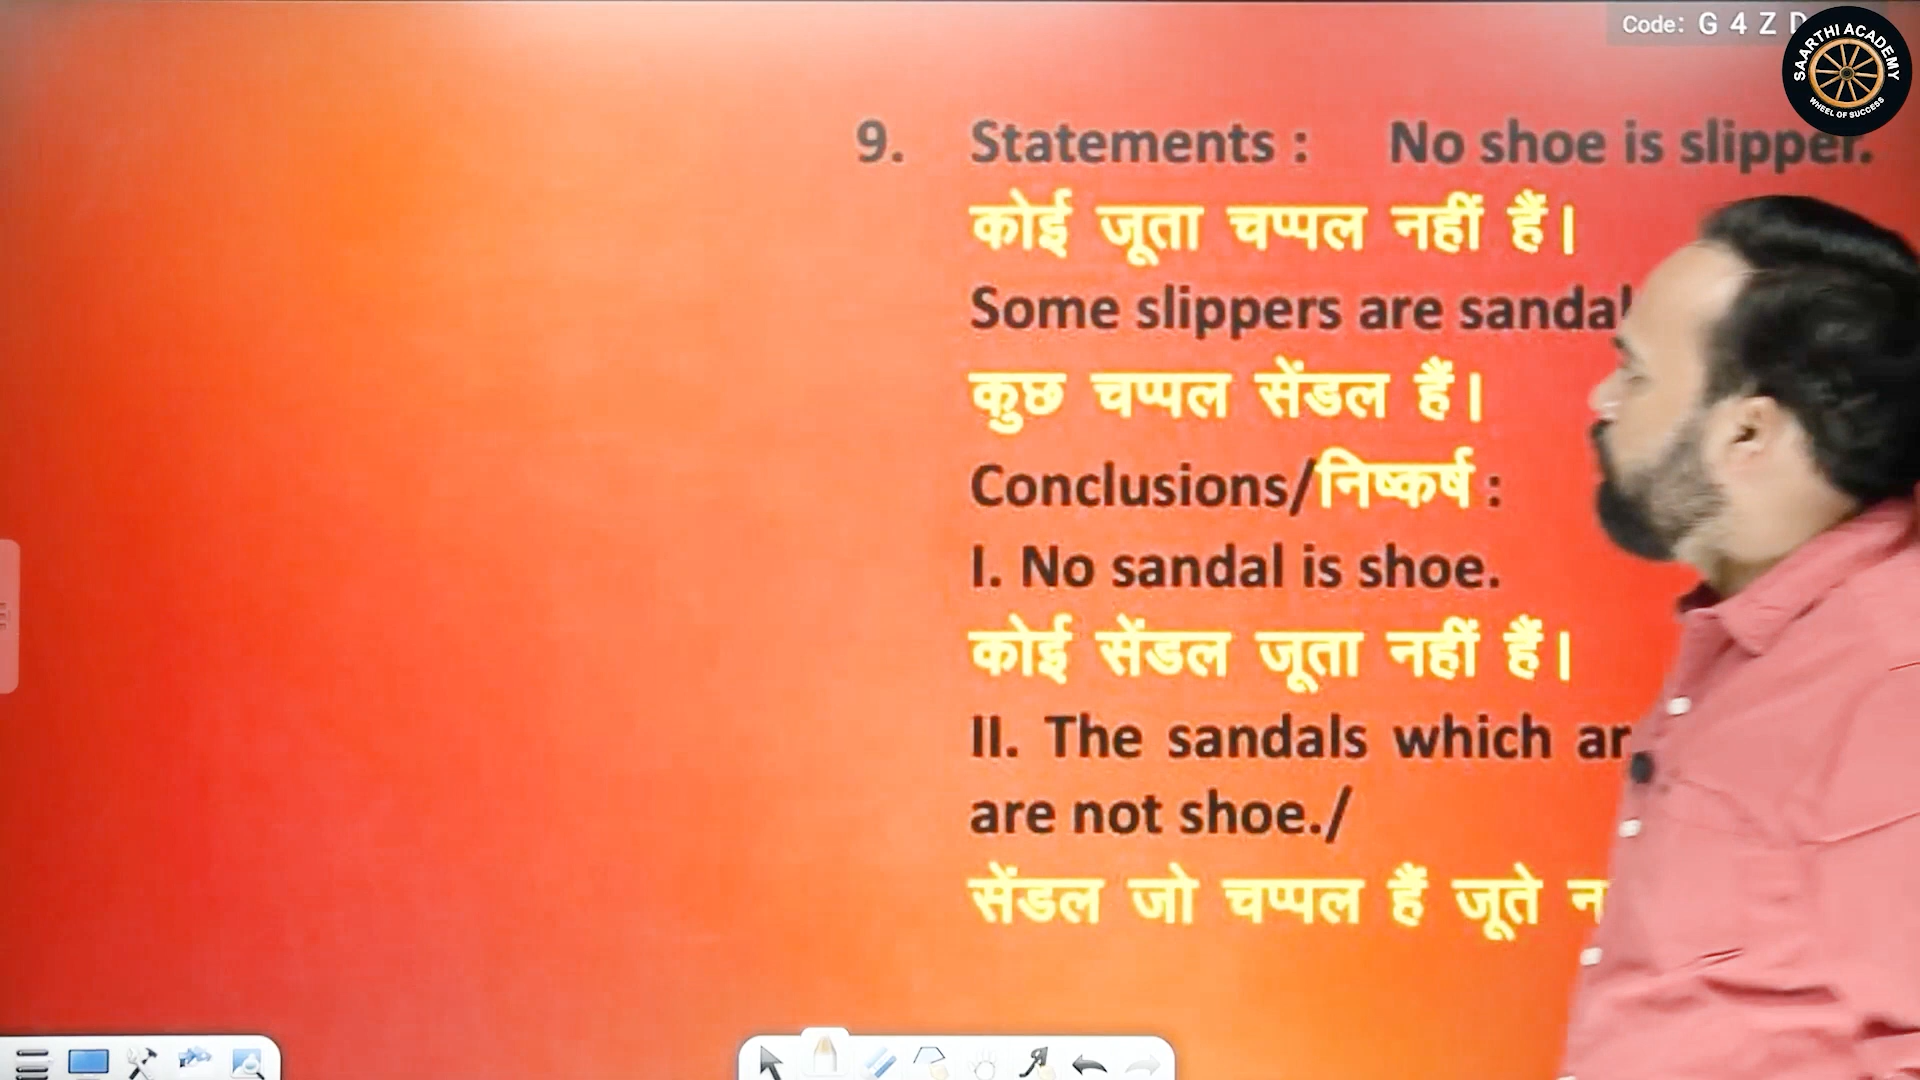 Code: G 4 Z
SAARTHI ACADEMY
WHEEL OF SUCCESS
9. Statements : No shoe is slipper.
कोई जूता चप्पल नहीं हैं।
Some slippers are
कुछ चप्पल सेंडल हैं।
Conclusions/निष्कर्ष :
I. No sandal is shoe.
कोई सेंडल जूता नहीं हैं।
II. The sandals which
are not shoe./
सेंडल जो चप्पल हैं जूते